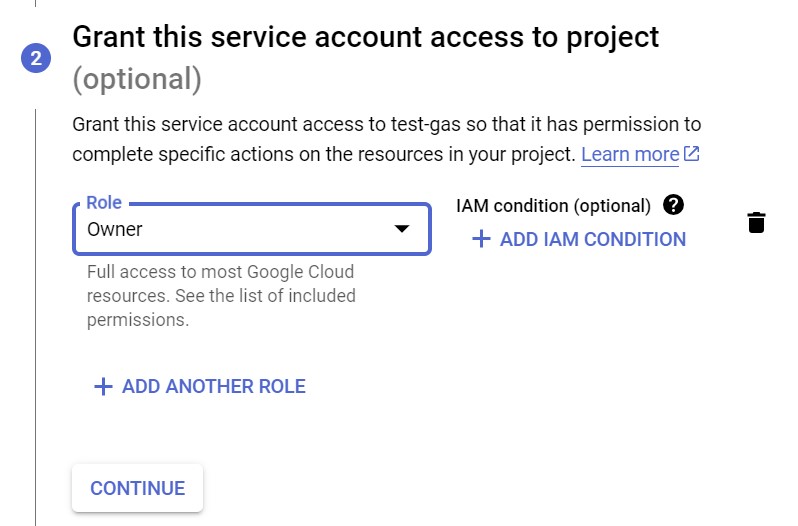 2
Grant this service account access to project
(optional)
Grant this service account access to test-gas so that it has permission to
complete specific actions on the resources in your project. Learn more
Role
Owner
IAM condition (optional) ?
+ ADD IAM CONDITION
Full access to most Google Cloud
resources. See the list of included
permissions.
+ ADD ANOTHER ROLE
CONTINUE